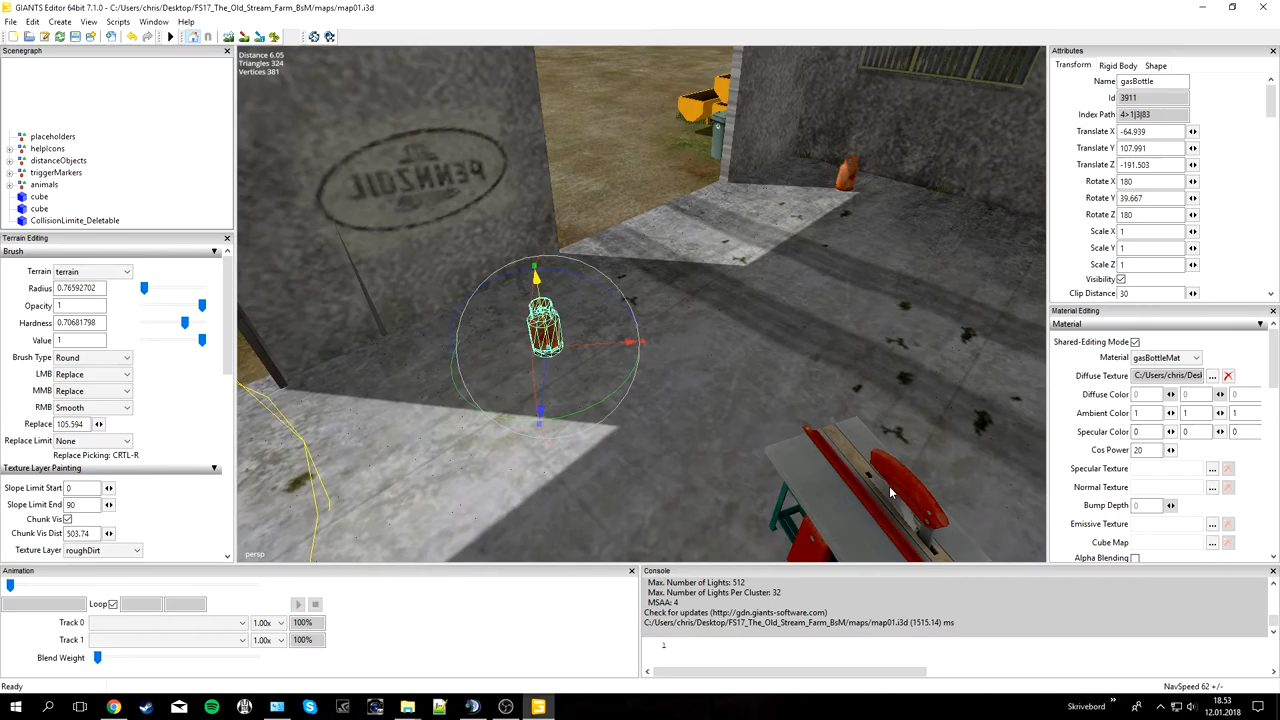 GIANTS Editor 64bit 7.1.0 - C:/Users/chris/Desktop/FS17_The_Old_Stream_Farm_BsM/maps/map01.i3d
File Edit Create View Scripts Window Help
Scenegraph
placeholders
helpIcons
distanceObjects
triggerMarkers
animals
cube
cube
CollisionLimite_Deletable
Terrain Editing
Brush
Terrain terrain
Radius 0.76592702
Opacity 1
Hardness 0.70681798
Value 1
Brush Type Round
LMB Replace
MMB Replace
RMB Smooth
Replace 105.594
Replace Limit None
Replace Picking: CRTL-R
Texture Layer Painting
Slope Limit Start 0
Slope Limit End 90
Chunk Vis
Chunk Vis Dist 503.74
Texture Layer roughDirt
Distance 6.05
Triangles 324
Vertices 381
persp
Attributes
Transform Rigid Body Shape
Name gasBottle
Id 3911
Index Path 4>1|3|83
Translate X -64.939
Translate Y 107.991
Translate Z -191.503
Rotate X 180
Rotate Y 39.667
Rotate Z 180
Scale X 1
Scale Y 1
Scale Z 1
Visibility
Clip Distance 30
Material Editing
Material
Shared-Editing Mode
Material gasBottleMat
Diffuse Texture C:/Users/chris/Desl ...
Diffuse Color 0 0 0
Ambient Color 1 1 1
Specular Color 0 0 0
Cos Power 20
Specular Texture ...
Normal Texture ...
Bump Depth 0
Emissive Texture ...
Cube Map ...
Alpha Blending
Animation
Loop
Track 0 1.00x 100%
Track 1 1.00x 100%
Blend Weight
Console
Max. Number of Lights: 512
Max. Number of Lights Per Cluster: 32
MSAA: 4
Check for updates (http://gdn.giants-software.com)
C:/Users/chris/Desktop/FS17_The_Old_Stream_Farm_BsM/maps/map01.i3d (1515.14) ms
1
Ready
NavSpeed 62 +/-
Skrivebord
18.53
12.01.2018